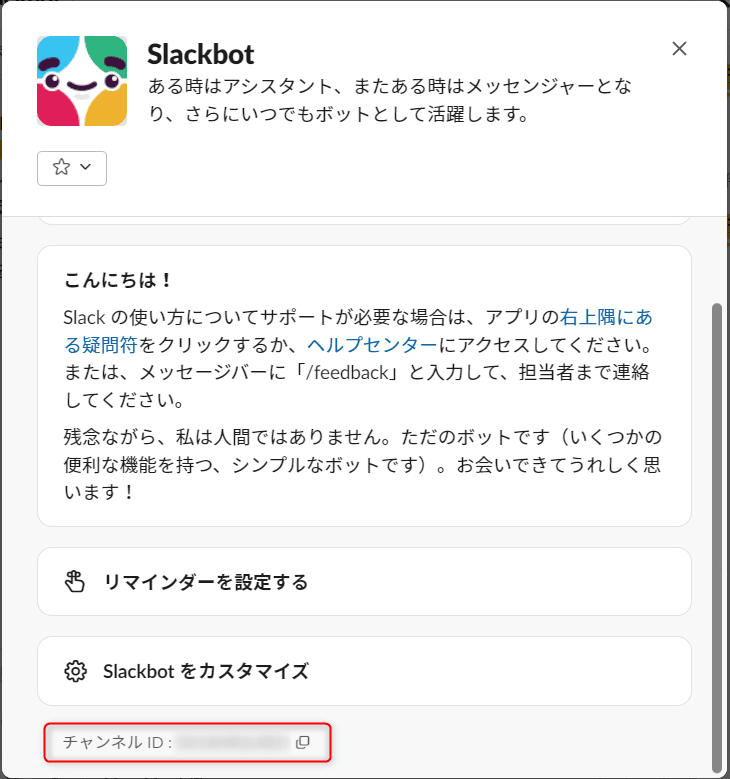 Slackbot
ある時はアシスタント、またある時はメッセンジャーとな
り、さらにいつでもボットとして活躍します。
こんにちは！
Slack の使い方についてサポートが必要な場合は、アプリの右上隅にあ
る疑問符をクリックするか、ヘルプセンターにアクセスしてください。
または、メッセージバーに「/feedback」と入力して、担当者まで連絡
してください。
残念ながら、私は人間ではありません。ただのボットです（いくつかの
便利な機能を持つ、シンプルなボットです）。お会いできてうれしく思
います！
リマインダーを設定する
Slackbot をカスタマイズ
チャンネル ID :